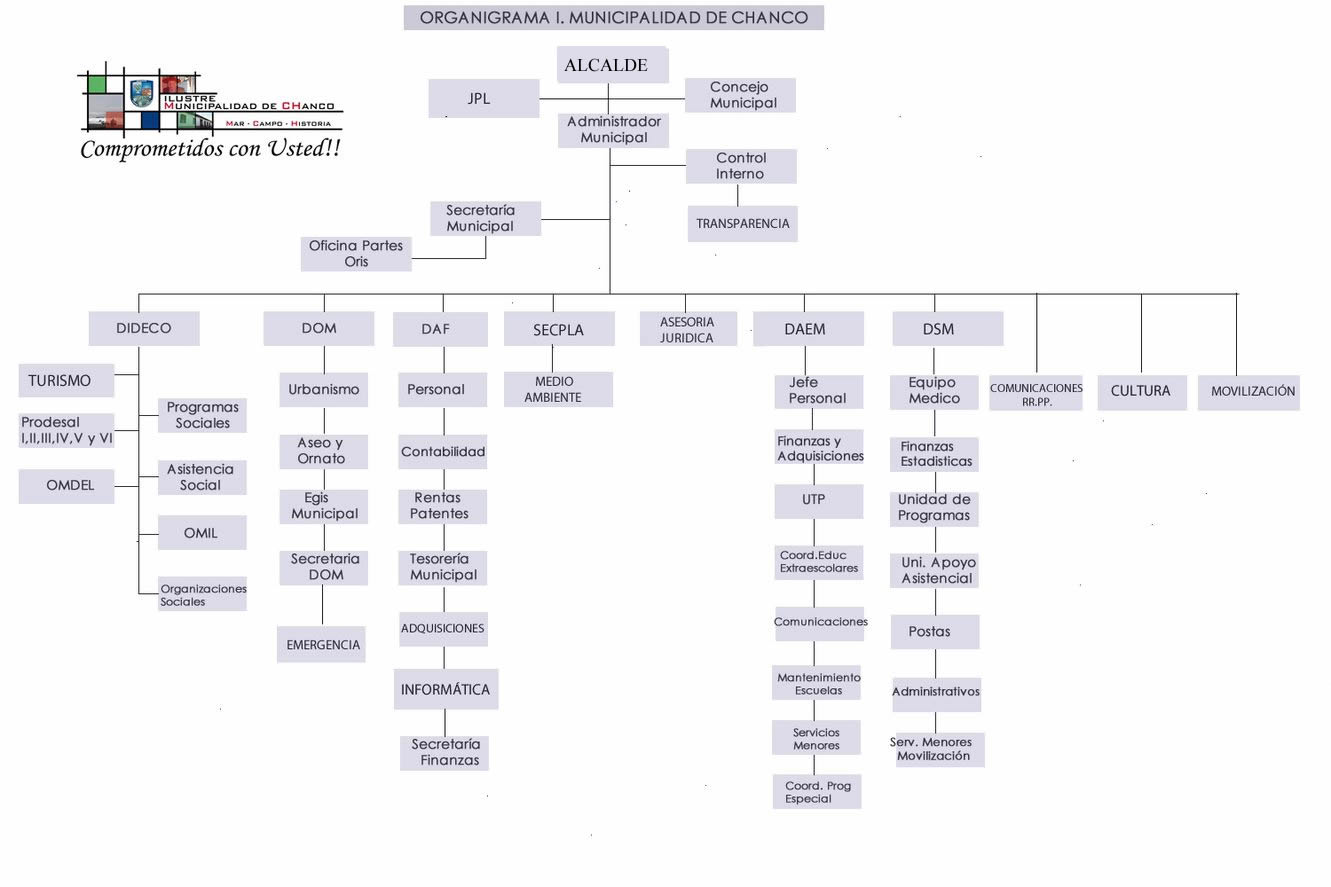 ORGANIGRAMA I. MUNICIPALIDAD DE CHANCO
ILUSTRE
MUNICIPALIDAD DE CHANCO
MAR · CAMPO · HISTORIA
Comprometidos con Usted!!
ALCALDE
JPL
Concejo
Municipal
Administrador
Municipal
Control
Interno
TRANSPARENCIA
Secretaría
Municipal
Oficina Partes
Oris
DIDECO
DOM
DAF
SECPLA
ASESORIA
JURIDICA
DAEM
DSM
COMUNICACIONES
RR.PP.
CULTURA
MOVILIZACIÓN
TURISMO
Prodesal
I,II,III,IV,V y VI
OMDEL
Programas
Sociales
Asistencia
Social
OMIL
Organizaciones
Sociales
Urbanismo
Aseo y
Ornato
Egis
Municipal
Secretaria
DOM
EMERGENCIA
Personal
Contabilidad
Rentas
Patentes
Tesorería
Municipal
ADQUISICIONES
INFORMÁTICA
Secretaría
Finanzas
MEDIO
AMBIENTE
Jefe
Personal
Finanzas y
Adquisiciones
UTP
Coord.Educ
Extraescolares
Comunicaciones
Mantenimiento
Escuelas
Servicios
Menores
Coord. Prog
Especial
Equipo
Medico
Finanzas
Estadisticas
Unidad de
Programas
Uni. Apoyo
Asistencial
Postas
Administrativos
Serv. Menores
Movilización